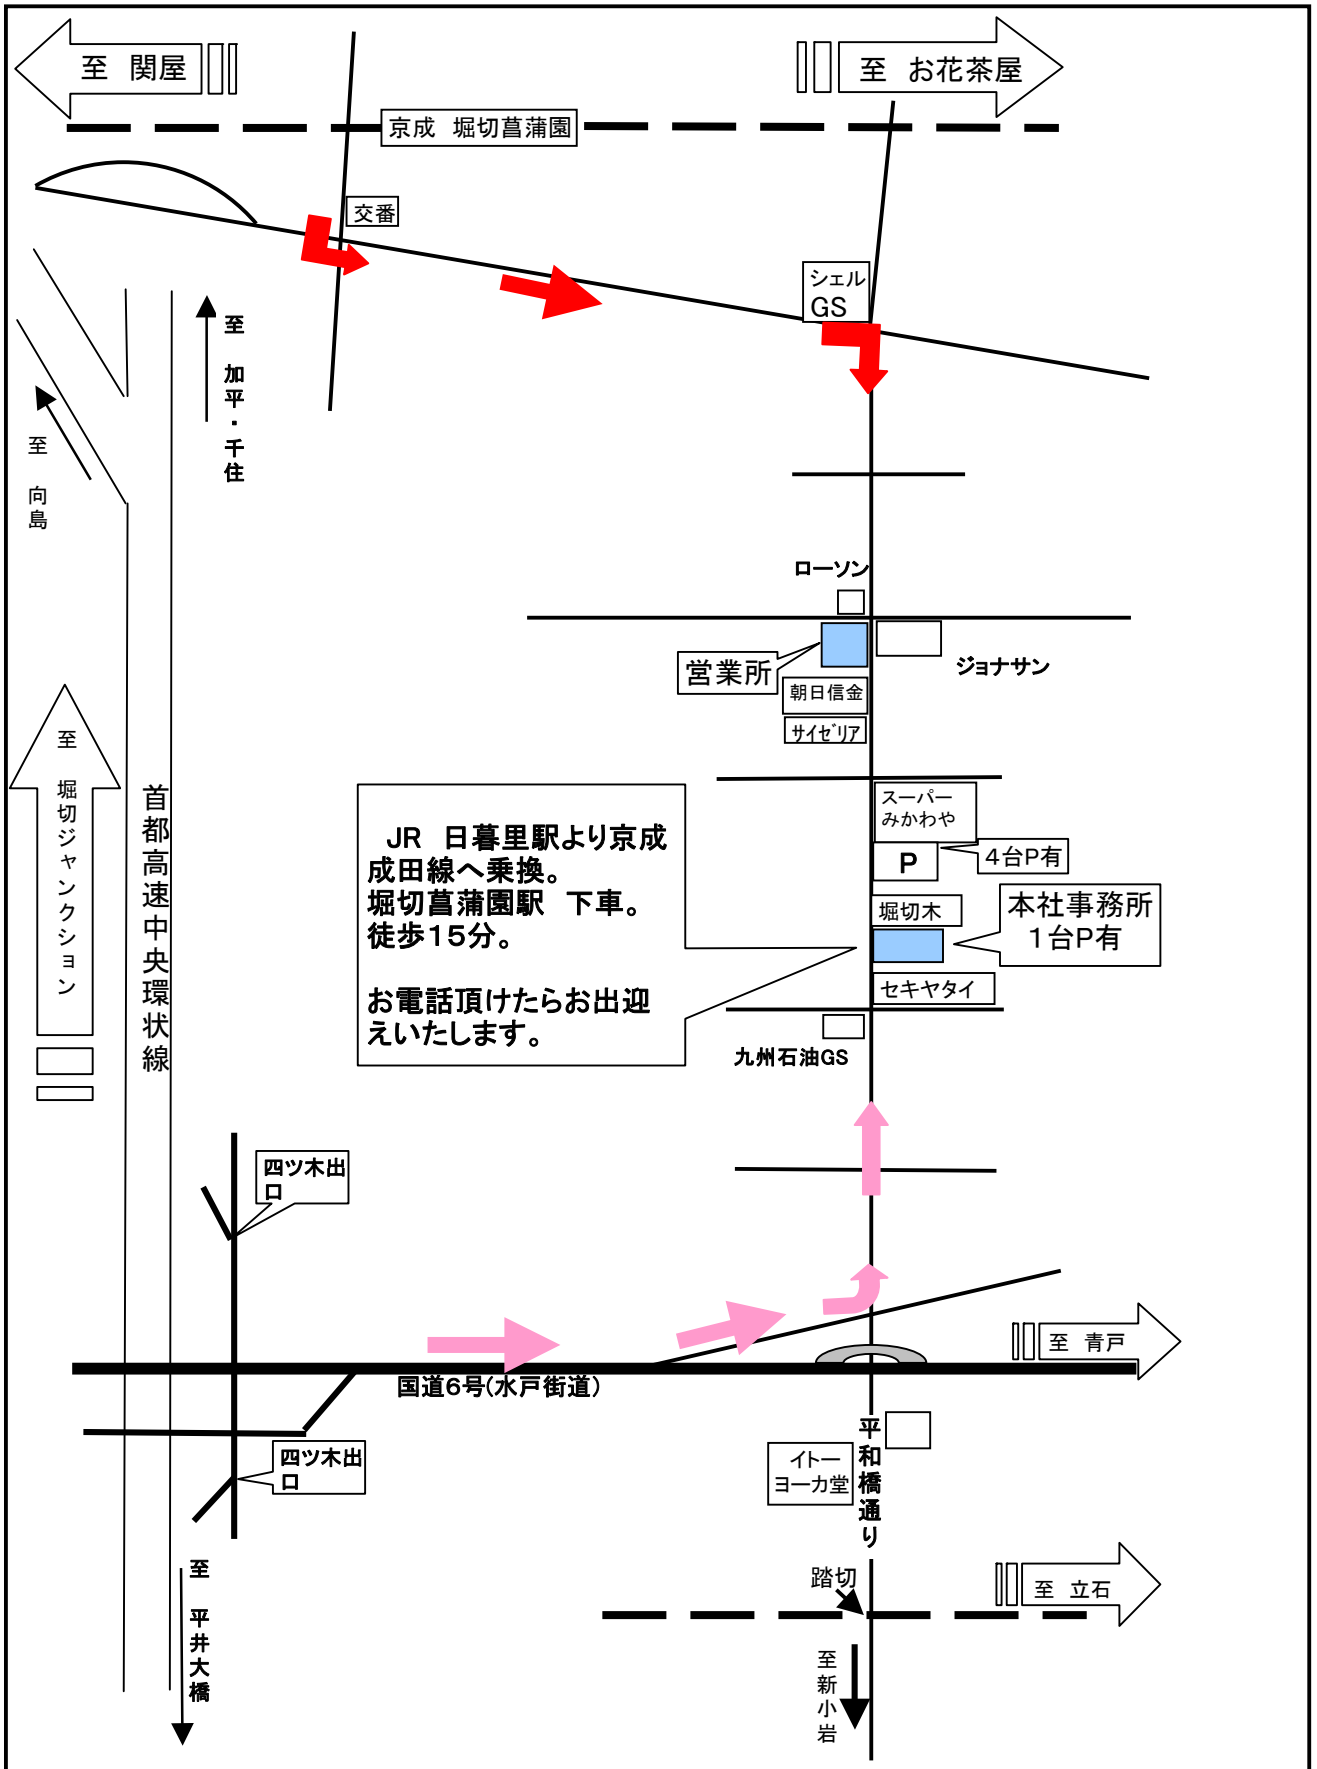 至 関屋
至 お花茶屋
京成 堀切菖蒲園
交番
シェル
GS
至 加平・千住
至 向島
ローソン
営業所
ジョナサン
朝日信金
サイゼリア
至 堀切ジャンクション
首都高速中央環状線
スーパー
みかわや
P
4台P有
JR 日暮里駅より京成
成田線へ乗換。
堀切菖蒲園駅 下車。
徒歩15分。
お電話頂けたらお出迎
えいたします。
堀切木
本社事務所
1台P有
セキヤタイ
九州石油GS
四ツ木出
口
至 青戸
国道6号(水戸街道)
平和橋通り
イトー
ヨーカ堂
四ツ木出
口
至 平井大橋
踏切
至 立石
至新小岩